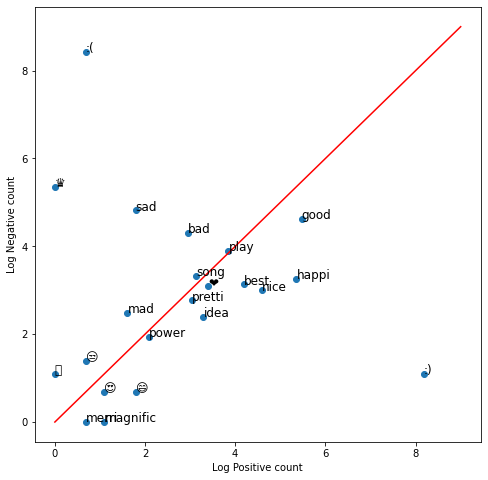 :(
8
♛
sad
good
bad
play
song
happi
❤
best
nice
pretti
idea
mad
power
😒
:)
😍
😄
merri
magnific
6
4
2
0
0
2
4
6
8
Log Negative count
Log Positive count